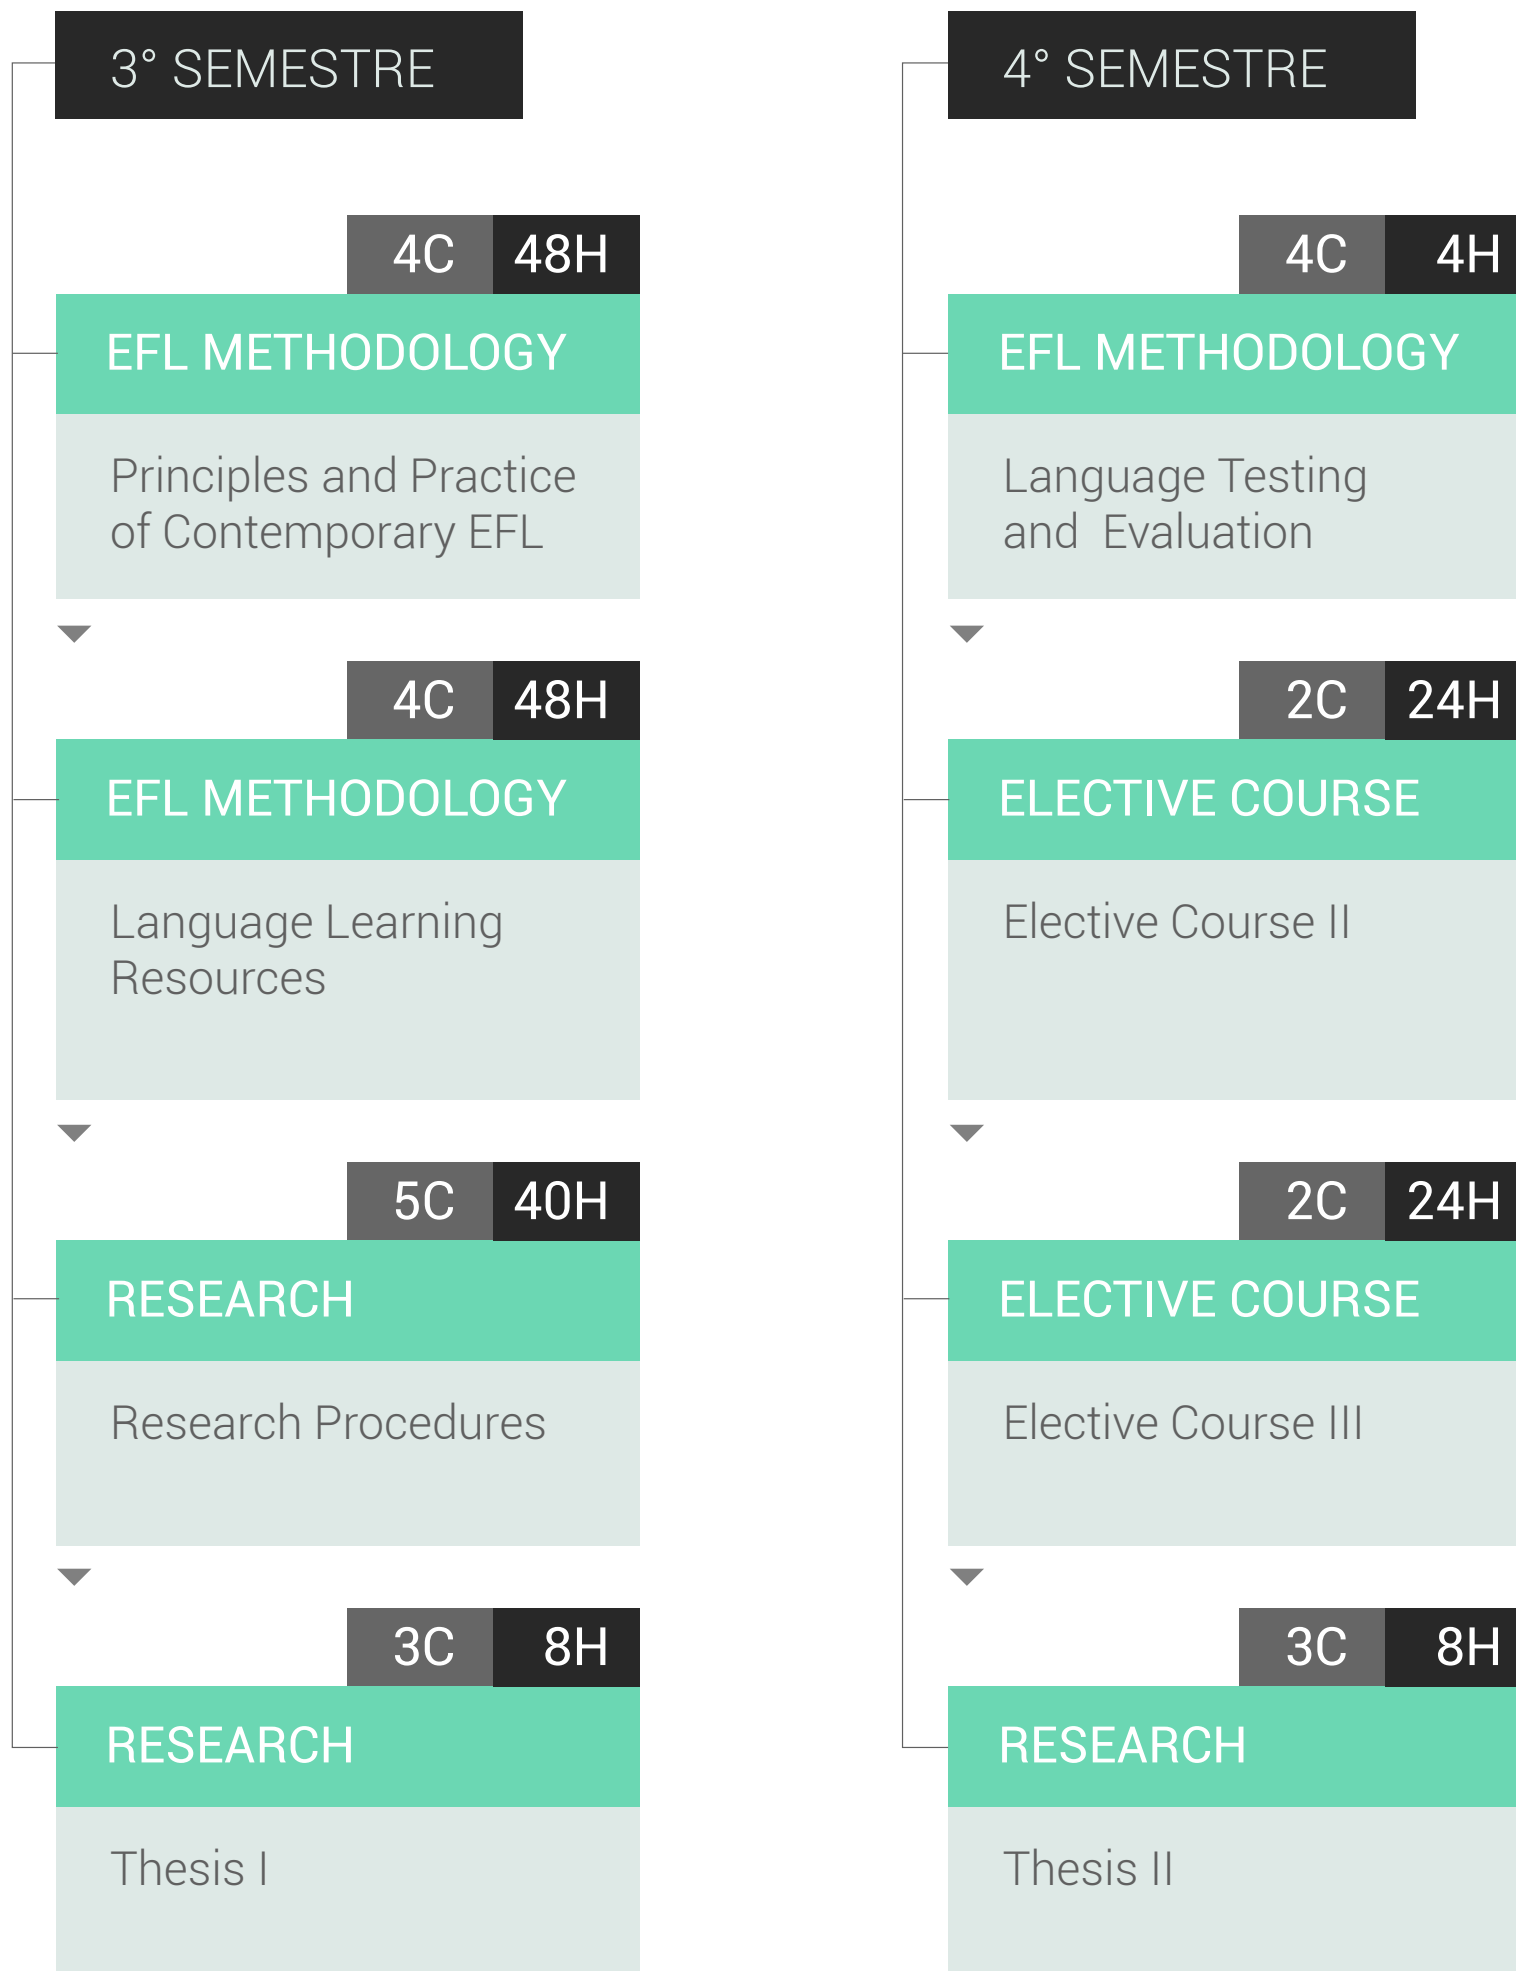 3° SEMESTRE
4C 48H
EFL METHODOLOGY
Principles and Practice
of Contemporary EFL
4C 48H
EFL METHODOLOGY
Language Learning
Resources
5C 40H
RESEARCH
Research Procedures
3C 8H
RESEARCH
Thesis I
4° SEMESTRE
4C 4H
EFL METHODOLOGY
Language Testing
and  Evaluation
2C 24H
ELECTIVE COURSE
Elective Course II
2C 24H
ELECTIVE COURSE
Elective Course III
3C 8H
RESEARCH
Thesis II